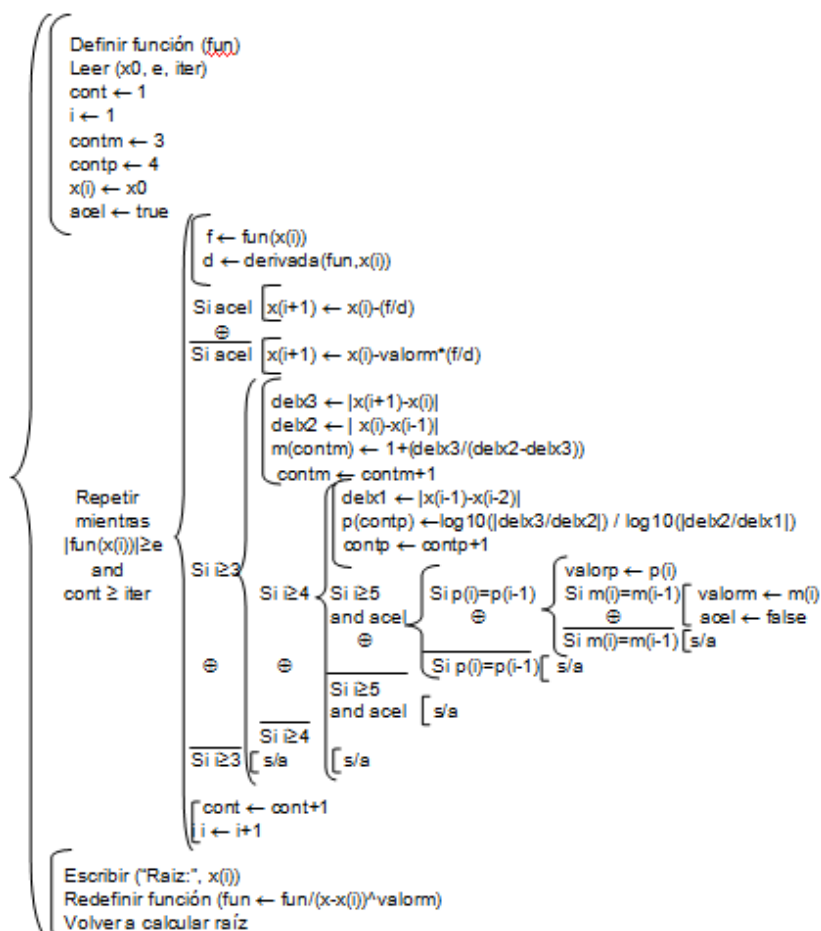 Definir función (fun)
Leer (x0, e, iter)
cont ← 1
i ← 1
contm ← 3
contp ← 4
x(i) ← x0
acel ← true
f ← fun(x(i))
d ← derivada(fun,x(i))
Si acel x(i+1) ← x(i)-(f/d)
⊕
Si acel x(i+1) ← x(i)-valorm*(f/d)
delx3 ← |x(i+1)-x(i)|
delx2 ← | x(i)-x(i-1)|
m(contm) ← 1+(delx3/(delx2-delx3))
contm ← contm+1
Repetir
mientras
|fun(x(i))|≥e
and
cont ≥ iter
delx1 ← |x(i-1)-x(i-2)|
p(contp) ←log10(|delx3/delx2|) / log10(|delx2/delx1|)
contp ← contp+1
Si i≥3
Si i≥4
Si i≥5
and acel
⊕
Si p(i)=p(i-1)
⊕
valorp ← p(i)
Si m(i)=m(i-1) valorm ← m(i)
⊕ acel ← false
Si m(i)=m(i-1) s/a
Si p(i)=p(i-1) s/a
⊕ ⊕
Si i≥5
and acel s/a
Si i≥4
Si i≥3 s/a s/a
cont ← cont+1
i ← i+1
Escribir ("Raiz:", x(i))
Redefinir función (fun ← fun/(x-x(i))^valorm)
Volver a calcular raíz